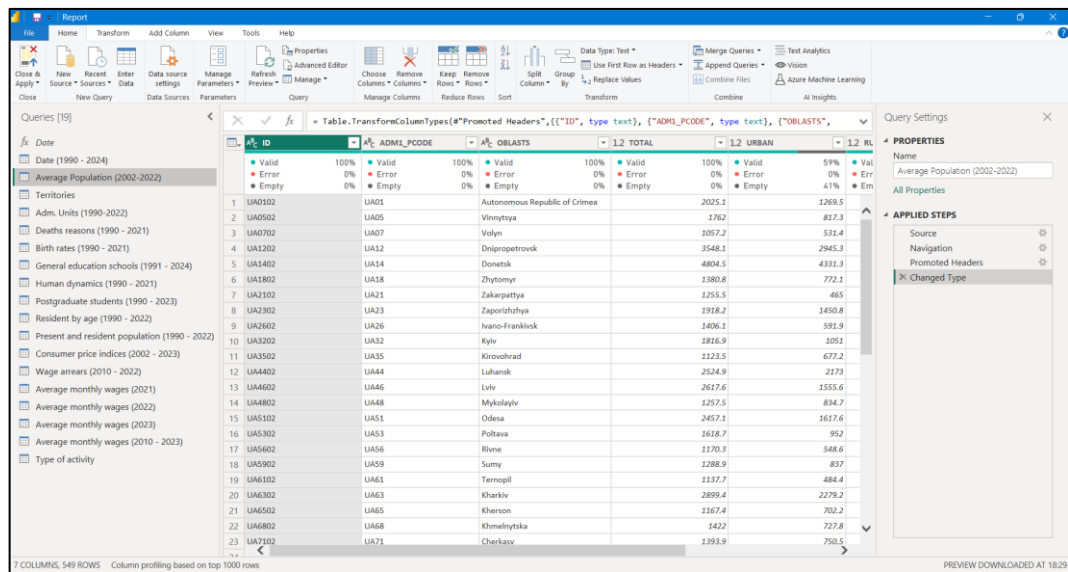 Report
File Home Transform Add Column View Tools Help
Close & Apply
New Source
Recent Sources
Enter Data
Data source settings
Manage Parameters
Refresh Preview
Properties
Advanced Editor
Manage
Choose Columns
Remove Columns
Keep Rows
Remove Rows
Split Column
Group By
Data Type: Text
Use First Row as Headers
Replace Values
Merge Queries
Append Queries
Combine Files
Text Analytics
Vision
Azure Machine Learning
Close New Query Data Sources Parameters Query Manage Columns Reduce Rows Sort Transform Combine AI Insights
Queries [19]
fx Date
Date (1990 - 2024)
Average Population (2002-2022)
Territories
Adm. Units (1990-2022)
Deaths reasons (1990 - 2021)
Birth rates (1990 - 2021)
General education schools (1991 - 2024)
Human dynamics (1990 - 2021)
Postgraduate students (1990 - 2023)
Resident by age (1990 - 2022)
Present and resident population (1990 - 2022)
Consumer price indices (2002 - 2023)
Wage arrears (2010 - 2022)
Average monthly wages (2021)
Average monthly wages (2022)
Average monthly wages (2023)
Average monthly wages (2010 - 2023)
Type of activity
fx = Table.TransformColumnTypes(#"Promoted Headers",{{"ID", type text}, {"ADM1_PCODE", type text}, {"OBLASTS",
ABC ID ABC ADM1_PCODE ABC OBLASTS 1.2 TOTAL 1.2 URBAN 1.2 RU
Valid 100% Valid 100% Valid 100% Valid 100% Valid 59% Val
Error 0% Error 0% Error 0% Error 0% Error 0% Err
Empty 0% Empty 0% Empty 0% Empty 0% Empty 41% Em
1 UA0102 UA01 Autonomous Republic of Crimea 2025.1 1269.5
2 UA0502 UA05 Vinnytsya 1762 817.3
3 UA0702 UA07 Volyn 1057.2 531.4
4 UA1202 UA12 Dnipropetrovsk 3548.1 2945.3
5 UA1402 UA14 Donetsk 4804.5 4331.3
6 UA1802 UA18 Zhytomyr 1380.8 772.1
7 UA2102 UA21 Zakarpattya 1255.5 465
8 UA2302 UA23 Zaporizhzhya 1918.2 1450.8
9 UA2602 UA26 Ivano-Frankivsk 1406.1 591.9
10 UA3202 UA32 Kyiv 1816.9 1051
11 UA3502 UA35 Kirovohrad 1123.5 677.2
12 UA4402 UA44 Luhansk 2524.9 2173
13 UA4602 UA46 Lviv 2617.6 1555.6
14 UA4802 UA48 Mykolayiv 1257.5 834.7
15 UA5102 UA51 Odesa 2457.1 1617.6
16 UA5302 UA53 Poltava 1618.7 952
17 UA5602 UA56 Rivne 1170.3 548.6
18 UA5902 UA59 Sumy 1288.9 837
19 UA6102 UA61 Ternopil 1137.7 484.4
20 UA6302 UA63 Kharkiv 2899.4 2279.2
21 UA6502 UA65 Kherson 1167.4 702.2
22 UA6802 UA68 Khmelnytska 1422 727.8
23 UA7102 UA71 Cherkasy 1393.9 750.5
Query Settings
PROPERTIES
Name
Average Population (2002-2022)
All Properties
APPLIED STEPS
Source
Navigation
Promoted Headers
Changed Type
7 COLUMNS, 549 ROWS Column profiling based on top 1000 rows PREVIEW DOWNLOADED AT 18:29